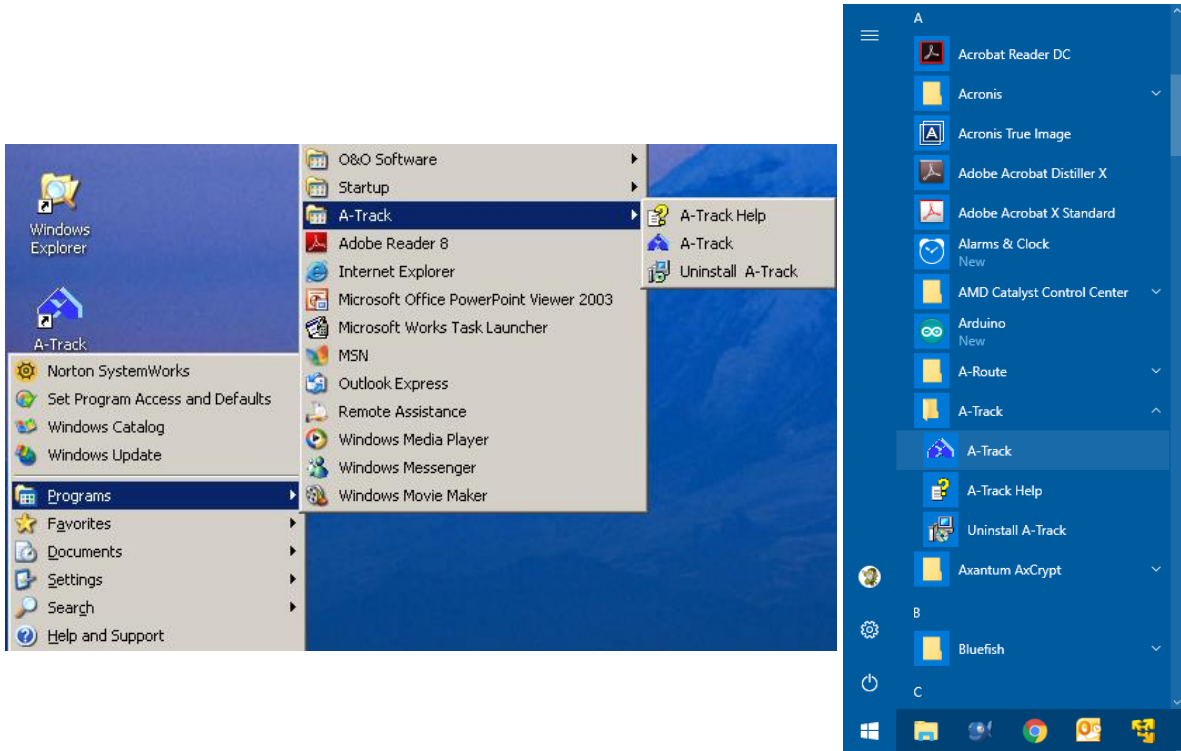 Windows
Explorer
A-Track
Norton SystemWorks
Set Program Access and Defaults
Windows Catalog
Windows Update
Programs
Favorites
Documents
Settings
Search
Help and Support
O&O Software
Startup
A-Track
Adobe Reader 8
Internet Explorer
Microsoft Office PowerPoint Viewer 2003
Microsoft Works Task Launcher
MSN
Outlook Express
Remote Assistance
Windows Media Player
Windows Messenger
Windows Movie Maker
A-Track Help
A-Track
Uninstall A-Track
A
Acrobat Reader DC
Acronis
Acronis True Image
Adobe Acrobat Distiller X
Adobe Acrobat X Standard
Alarms & Clock
New
AMD Catalyst Control Center
Arduino
New
A-Route
A-Track
A-Track
A-Track Help
Uninstall A-Track
Axantum AxCrypt
B
Bluefish
C